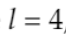 l = 4,